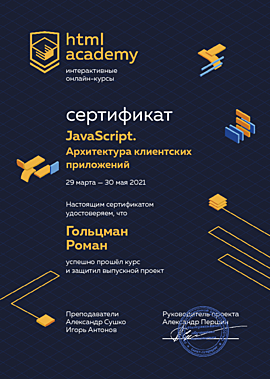 html
academy
интерактивные
онлайн-курсы
сертификат
JavaScript.
Архитектура клиентских
приложений
29 марта — 30 мая 2021
Настоящим сертификатом
удостоверяем, что
Гольцман
Роман
успешно прошёл курс
и защитил выпускной проект
Преподаватели
Александр Сушко
Игорь Антонов
Руководитель проекта
Александр Першин